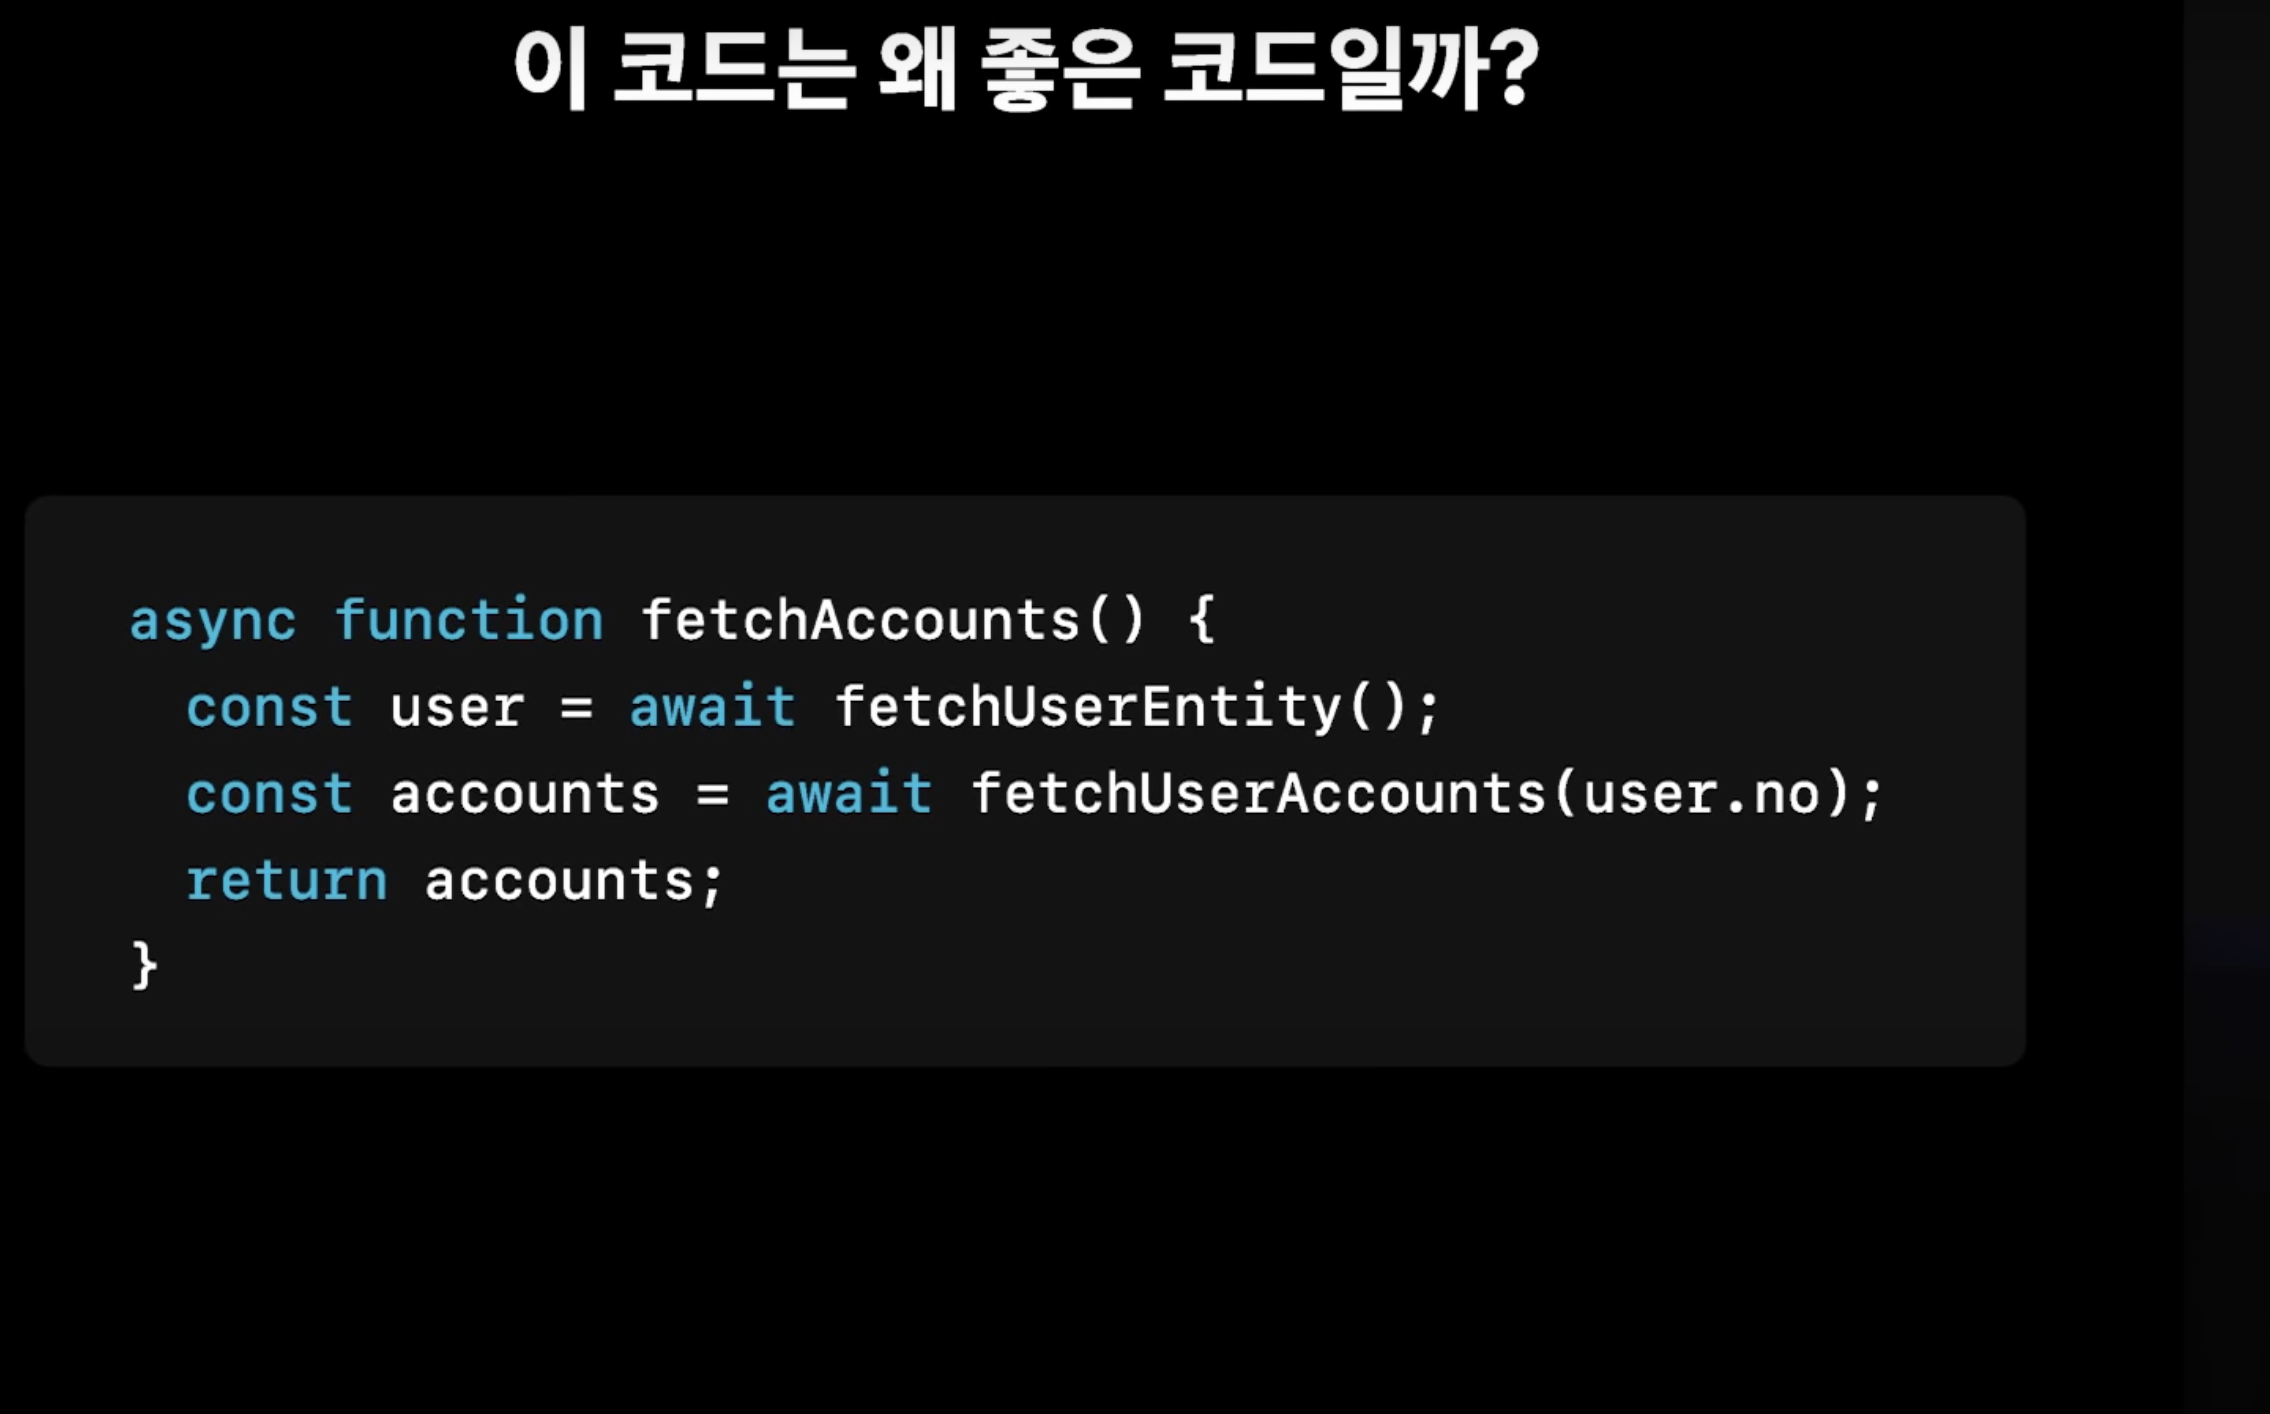 이 코드는 왜 좋은 코드일까?
async function fetchAccounts() {
  const user = await fetchUserEntity();
  const accounts = await fetchUserAccounts(user.no);
  return accounts;
}